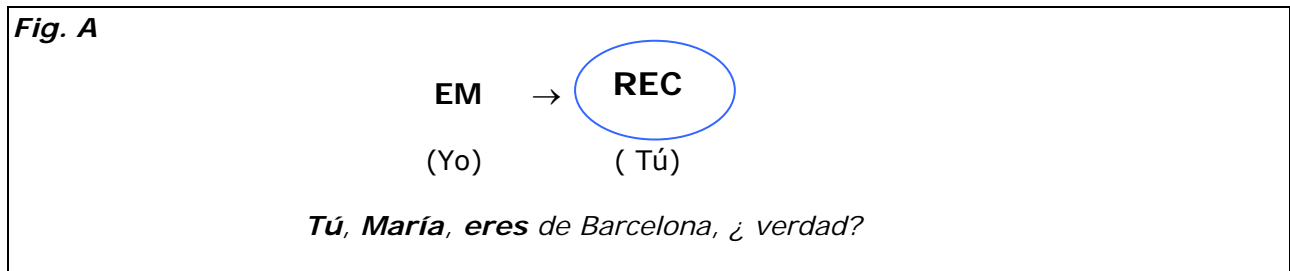 Fig. A
EM → REC
(Yo) ( Tú)
Tú, María, eres de Barcelona, ¿ verdad?